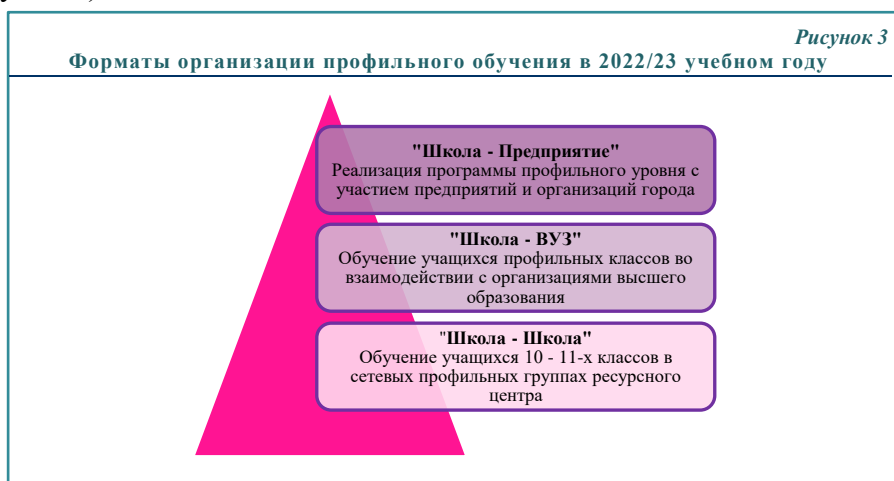 Рисунок 3
Форматы организации профильного обучения в 2022/23 учебном году
"Школа - Предприятие"
Реализация программы профильного уровня с
участием предприятий и организаций города
"Школа - ВУЗ"
Обучение учащихся профильных классов во
взаимодействии с организациями высшего
образования
"Школа - Школа"
Обучение учащихся 10 - 11-х классов в
сетевых профильных группах ресурсного
центра